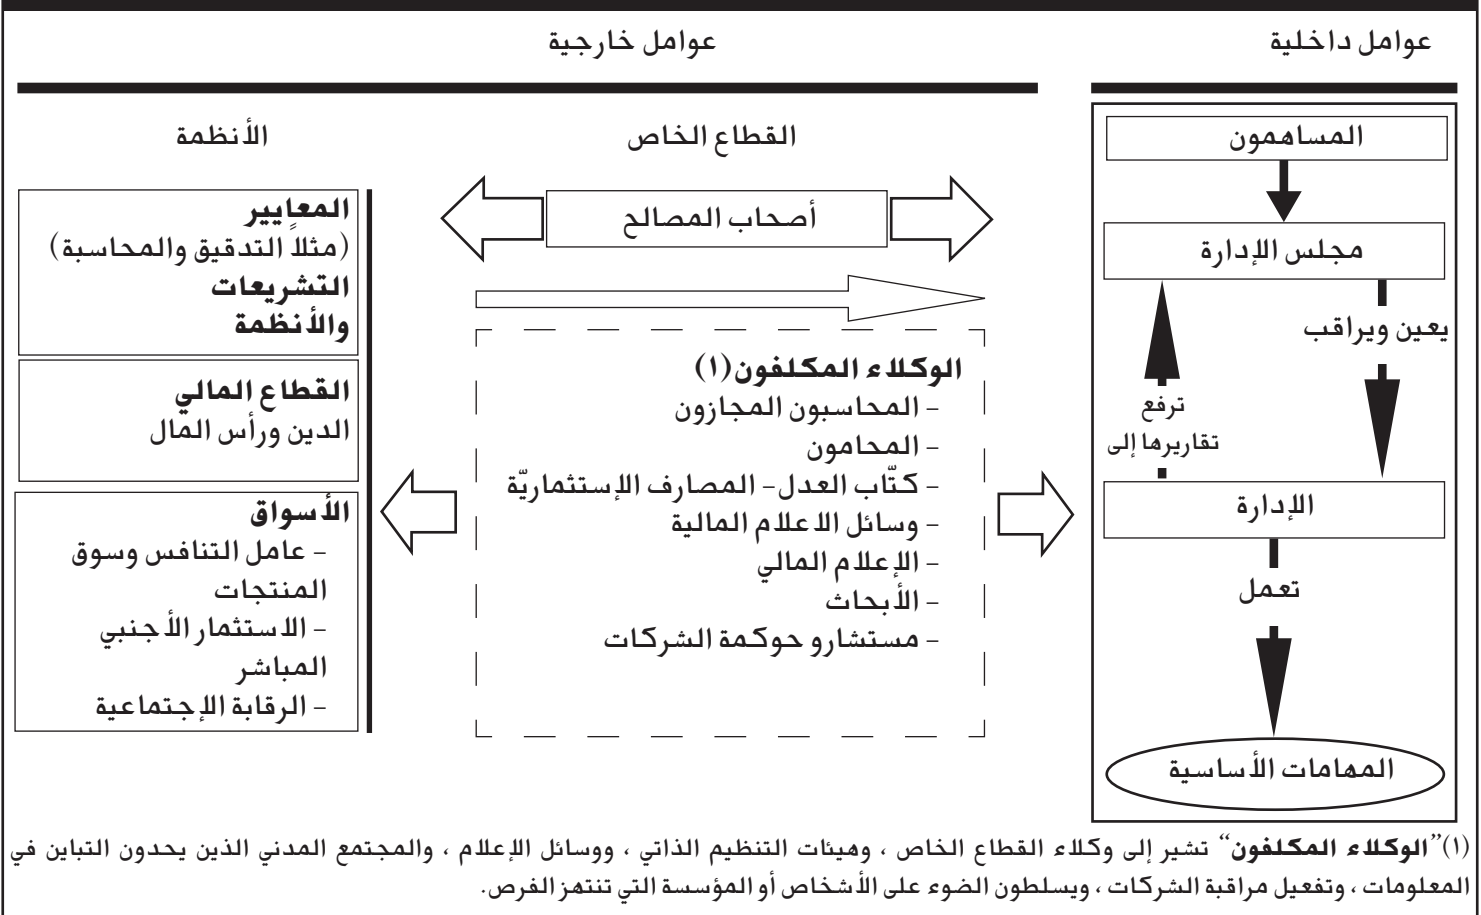 عوامل داخلية
عوامل خارجية
المساهمون
مجلس الإدارة
يعين ويراقب
ترفع
تقاريرها إلى
الإدارة
تعمل
المهامات الأساسية
القطاع الخاص
أصحاب المصالح
الوكلاء المكلفون (١)
- المحاسبون المجازون
- المحامون
- كتّاب العدل- المصارف الإستثماريّة
- وسائل الاعلام المالية
- الإعلام المالي
- الأبحاث
- مستشارو حوكمة الشركات
الأنظمة
المعايير
(مثلاً التدقيق والمحاسبة)
التشريعات
والأنظمة
القطاع المالي
الدين ورأس المال
الأسواق
- عامل التنافس وسوق
المنتجات
- الاستثمار الأجنبي
المباشر
- الرقابة الإجتماعية
(١)”الوكلاء المكلفون“ تشير إلى وكلاء القطاع الخاص ، وهيئات التنظيم الذاتي ، ووسائل الإعلام ، والمجتمع المدني الذين يحدون التباين في
المعلومات ، وتفعيل مراقبة الشركات ، ويسلطون الضوء على الأشخاص أو المؤسسة التي تنتهز الفرص.